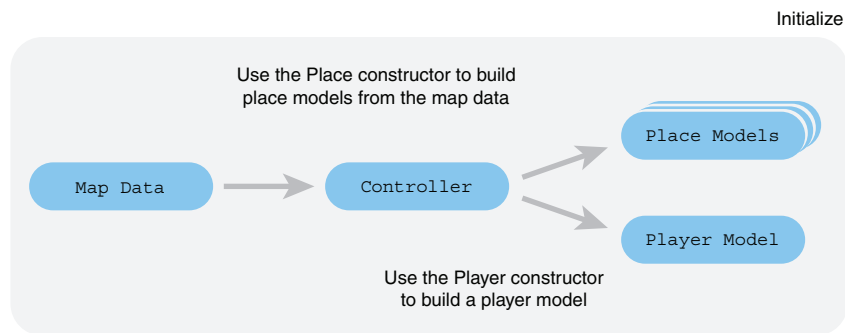 Initialize
Use the Place constructor to build
place models from the map data
Place Models
Map Data
Controller
Player Model
Use the Player constructor
to build a player model